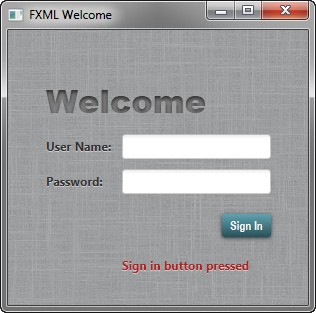 FXML Welcome
Welcome
User Name:
Password:
Sign In
Sign in button pressed